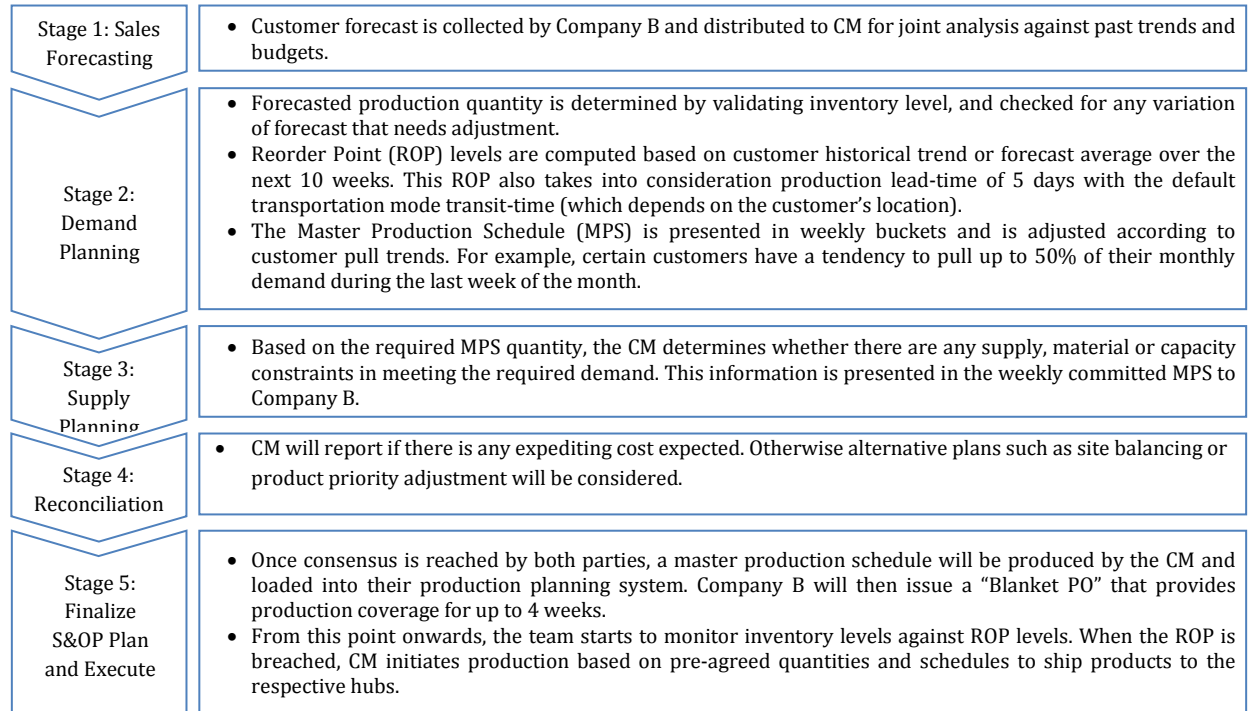 Stage 1: Sales
Forecasting
• Customer forecast is collected by Company B and distributed to CM for joint analysis against past trends and
budgets.
Stage 2:
Demand
Planning
• Forecasted production quantity is determined by validating inventory level, and checked for any variation
of forecast that needs adjustment.
• Reorder Point (ROP) levels are computed based on customer historical trend or forecast average over the
next 10 weeks. This ROP also takes into consideration production lead-time of 5 days with the default
transportation mode transit-time (which depends on the customer's location).
• The Master Production Schedule (MPS) is presented in weekly buckets and is adjusted according to
customer pull trends. For example, certain customers have a tendency to pull up to 50% of their monthly
demand during the last week of the month.
Stage 3:
Supply
Planning
• Based on the required MPS quantity, the CM determines whether there are any supply, material or capacity
constraints in meeting the required demand. This information is presented in the weekly committed MPS to
Company B.
Stage 4:
Reconciliation
• CM will report if there is any expediting cost expected. Otherwise alternative plans such as site balancing or
product priority adjustment will be considered.
Stage 5:
Finalize
S&OP Plan
and Execute
• Once consensus is reached by both parties, a master production schedule will be produced by the CM and
loaded into their production planning system. Company B will then issue a “Blanket PO” that provides
production coverage for up to 4 weeks.
• From this point onwards, the team starts to monitor inventory levels against ROP levels. When the ROP is
breached, CM initiates production based on pre-agreed quantities and schedules to ship products to the
respective hubs.